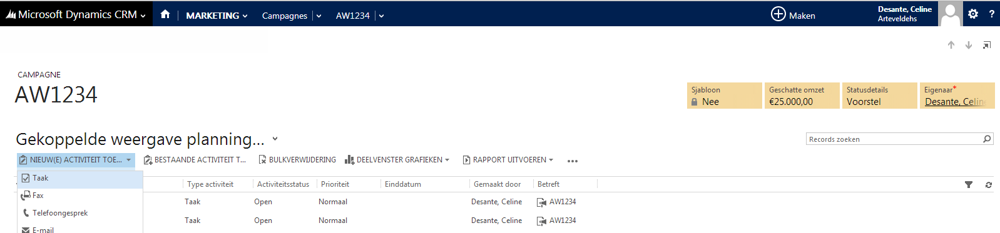 Microsoft Dynamics CRM MARKETING Campagnes AW1234 Maken Desante, Celine ?
Arteveldehs
CAMPAGNE
AW1234
Sjabloon Geschatte omzet Statusdetails Eigenaar*
Nee €25.000,00 Voorstel Desante, Celin
Gekoppelde weergave planning... Records zoeken
NIEUW(E) ACTIVITEIT TOE... BESTAANDE ACTIVITEIT T... BULKVERWIJDERING DEELVENSTER GRAFIEKEN RAPPORT UITVOEREN ...
Taak
Type activiteit Activiteitsstatus Prioriteit Einddatum Gemaakt door Betreft
Fax
Taak Open Normaal Desante, Celine AW1234
Telefoongesprek
Taak Open Normaal Desante, Celine AW1234
E-mail